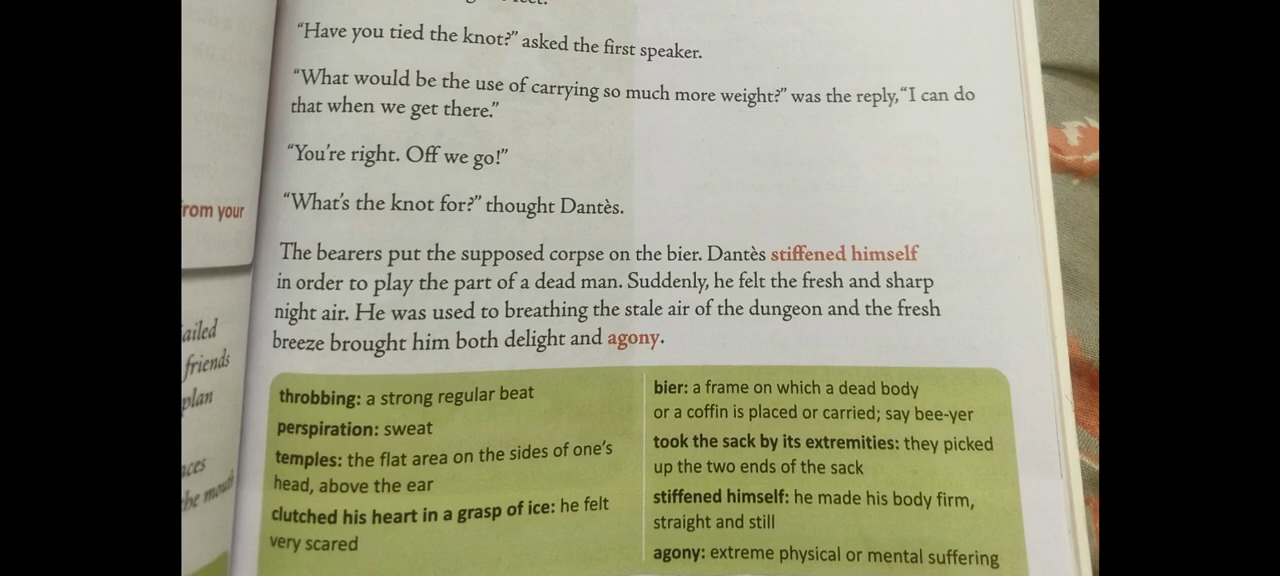 "Have you tied the knot?" asked the first speaker.
"What would be the use of carrying so much more weight?" was the reply, "I can do
that when we get there."
"You're right. Off we go!"
"What's the knot for?" thought Dantès.
The bearers put the supposed corpse on the bier. Dantès stiffened himself
in order to play the part of a dead man. Suddenly, he felt the fresh and sharp
night air. He was used to breathing the stale air of the dungeon and the fresh
breeze brought him both delight and agony.
throbbing: a strong regular beat
perspiration: sweat
temples: the flat area on the sides of one's
head, above the ear
clutched his heart in a grasp of ice: he felt
very scared
bier: a frame on which a dead body
or a coffin is placed or carried; say bee-yer
took the sack by its extremities: they picked
up the two ends of the sack
stiffened himself: he made his body firm,
straight and still
agony: extreme physical or mental suffering
rom your
ailed
friends
plan